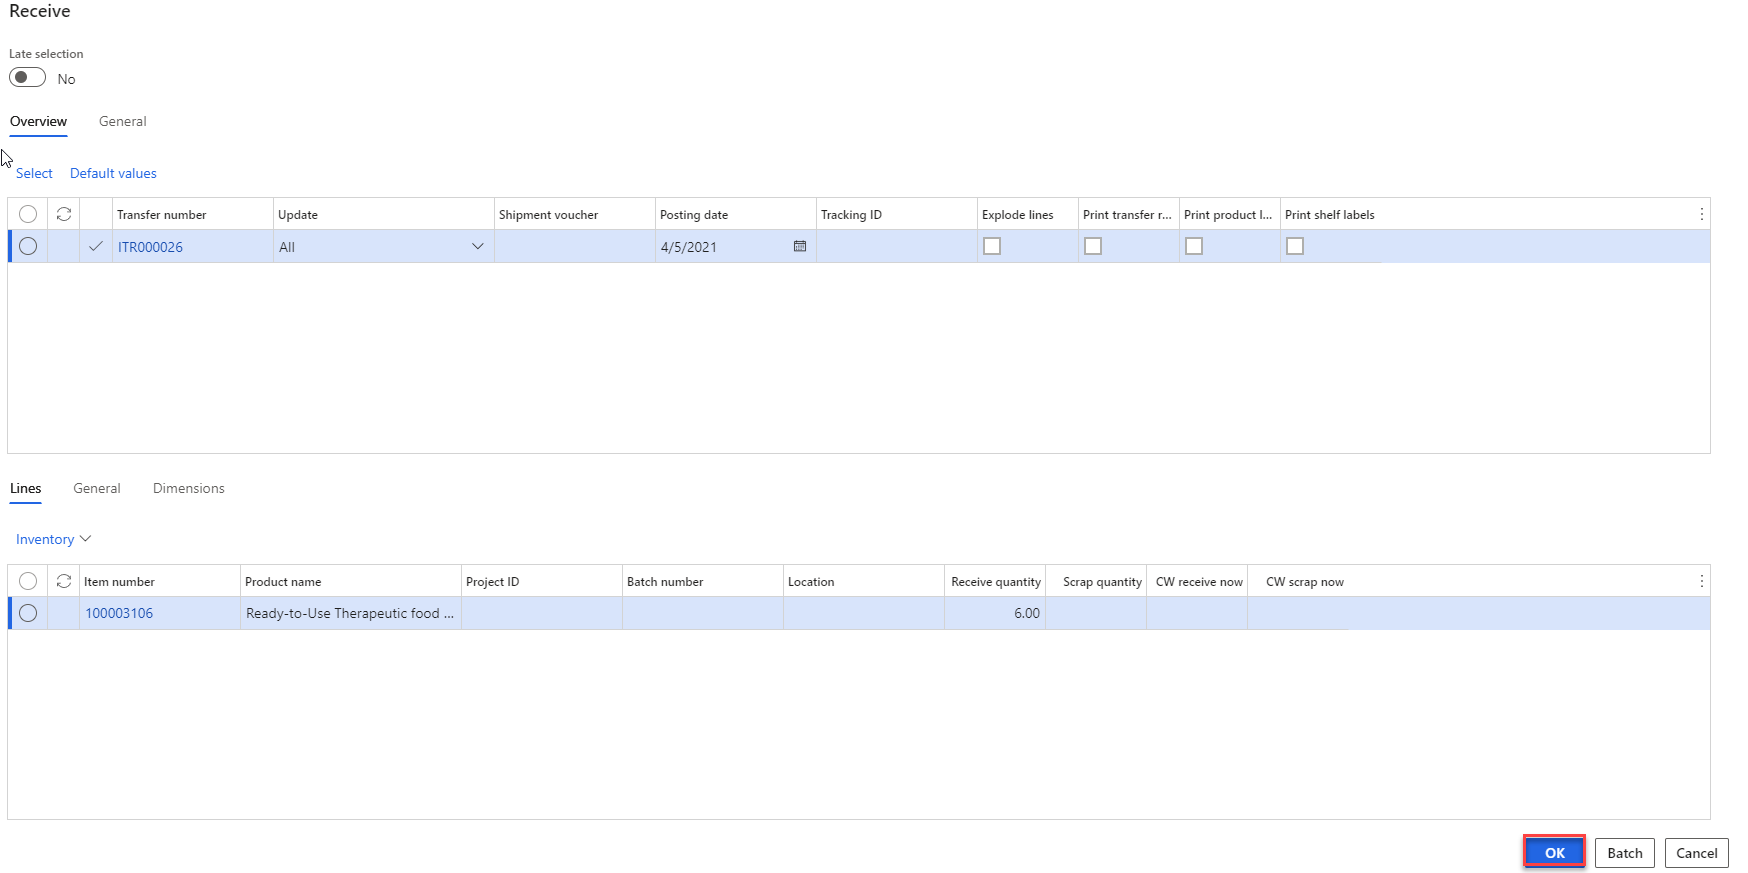 Receive
Late selection
No
Overview General
Select Default values
Transfer number Update Shipment voucher Posting date Tracking ID Explode lines Print transfer r... Print product l... Print shelf labels
ITR000026 All 4/5/2021
Lines General Dimensions
Inventory
Item number Product name Project ID Batch number Location Receive quantity Scrap quantity CW receive now CW scrap now
100003106 Ready-to-Use Therapeutic food ... 6.00
OK Batch Cancel